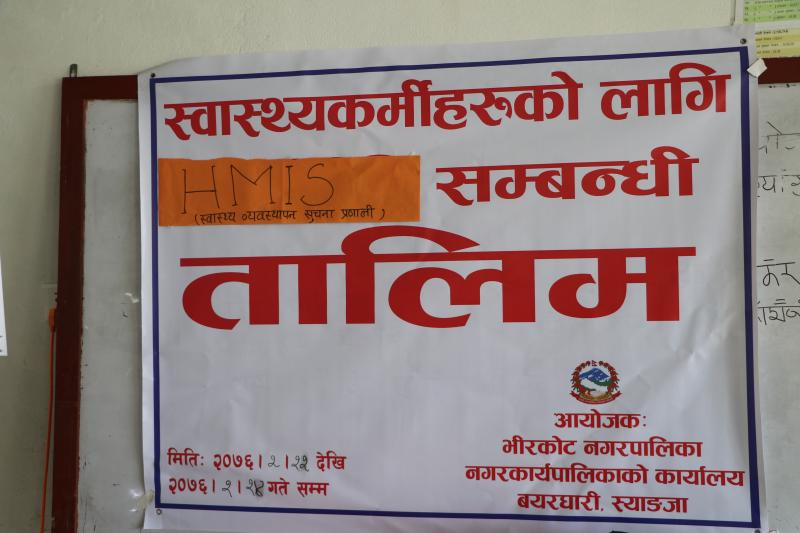 स्वास्थ्यकर्मीहरुको लागि
HMIS सम्बन्धी
(स्वास्थ्य व्यवस्थापन सुचना प्रणाली)
तालिम
आयोजक:
भीरकोट नगरपालिका
नगरकार्यपालिकाको कार्यालय
बयरघारी, स्याङजा
मिति: २०७६।२।२२ देखि
२०७६।२।२४ गते सम्म